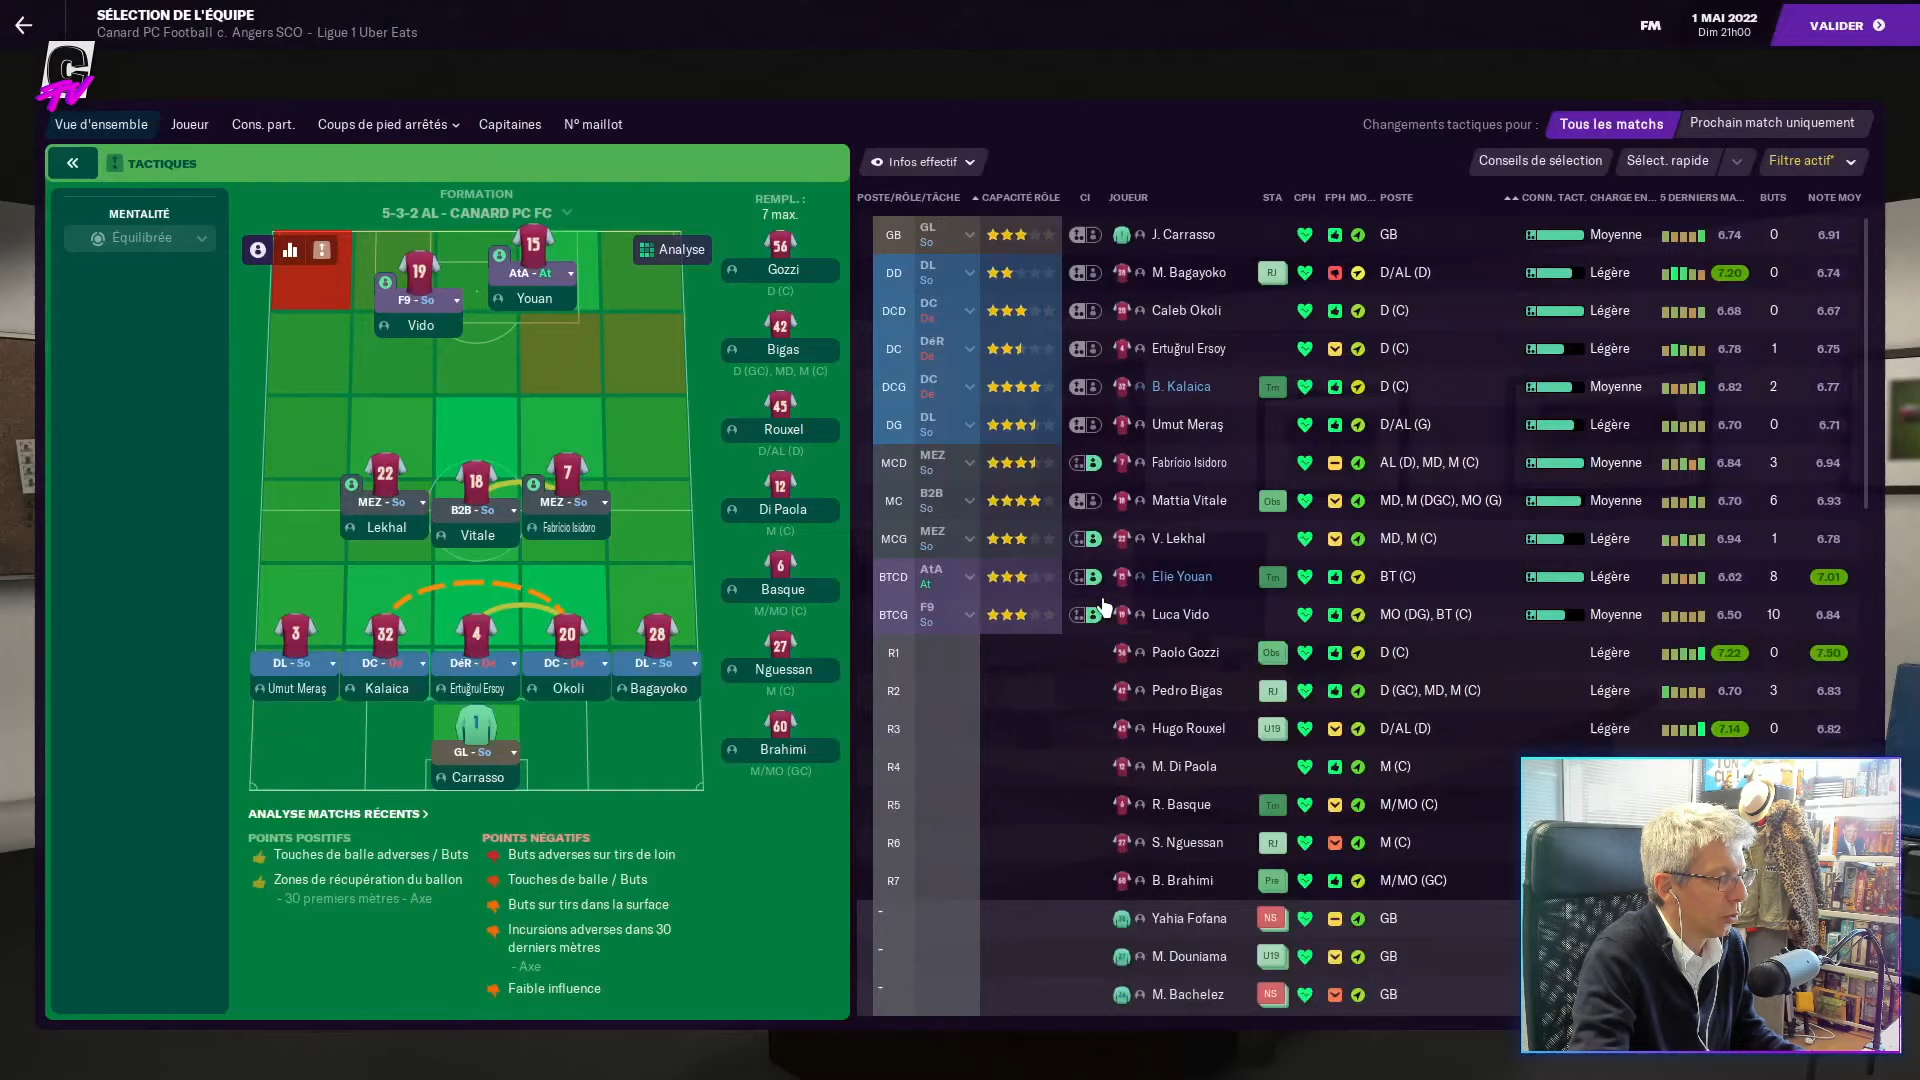 SÉLECTION DE L'ÉQUIPE
Canard PC Football c. Angers SCO - Ligue 1 Uber Eats
FM
1 MAI 2022
Dim 21h00
VALIDER
C
TV
Vue d'ensemble Joueur Cons. part. Coups de pied arrêtés Capitaines N° maillot
Changements tactiques pour : Tous les matchs Prochain match uniquement
TACTIQUES
Infos effectif
Conseils de sélection Sélect. rapide Filtre actif*
MENTALITÉ
Équilibrée
FORMATION
5-3-2 AL - CANARD PC FC
Analyse
15
AtA - At
Youan
19
F9 - So
Vido
22
MEZ - So
Lekhal
18
B2B - So
Vitale
7
MEZ - So
Fabrício Isidoro
3
DL - So
Umut Meraş
32
DC - Dé
Kalaica
4
DéR - Dé
Ertuğrul Ersoy
20
DC - Dé
Okoli
28
DL - So
Bagayoko
1
GL - So
Carrasso
REMPL. :
7 max.
56
Gozzi
D (C)
42
Bigas
D (GC), MD, M (C)
45
Rouxel
D/AL (D)
12
Di Paola
M (C)
6
Basque
M/MO (C)
27
Nguessan
M (C)
60
Brahimi
M/MO (GC)
ANALYSE MATCHS RÉCENTS >
POINTS POSITIFS
Touches de balle adverses / Buts
Zones de récupération du ballon
- 30 premiers mètres - Axe
POINTS NÉGATIFS
Buts adverses sur tirs de loin
Touches de balle / Buts
Buts sur tirs dans la surface
Incursions adverses dans 30
derniers mètres
- Axe
Faible influence
POSTE/RÔLE/TÂCHE CAPACITÉ RÔLE CI JOUEUR STA CPH FPH MO... POSTE CONN. TACT. CHARGE EN... 5 DERNIERS MA... BUTS NOTE MOY
GB GL So J. Carrasso GB Moyenne 6.74 0 6.91
DD DL So M. Bagayoko RJ D/AL (D) Légère 7.20 0 6.74
DCD DC De Caleb Okoli D (C) Légère 6.68 0 6.67
DC DéR Dé Ertuğrul Ersoy D (C) Légère 6.78 1 6.75
DCG DC De B. Kalaica Trn D (C) Moyenne 6.82 2 6.77
DG DL So Umut Meraş D/AL (G) Légère 6.70 0 6.71
MCD MEZ So Fabrício Isidoro AL (D), MD, M (C) Moyenne 6.84 3 6.94
MC B2B So Mattia Vitale Obs MD, M (DGC), MO (G) Moyenne 6.70 6 6.93
MCG MEZ So V. Lekhal MD, M (C) Légère 6.94 1 6.78
BTCD AtA At Elie Youan Trn BT (C) Légère 6.62 8 7.01
BTCG F9 So Luca Vido MO (DG), BT (C) Moyenne 6.50 10 6.84
R1 Paolo Gozzi Obs D (C) Légère 7.22 0 7.50
R2 Pedro Bigas RJ D (GC), MD, M (C) Légère 6.70 3 6.83
R3 Hugo Rouxel U19 D/AL (D) Légère 7.14 0 6.82
R4 M. Di Paola M (C)
R5 R. Basque Trn M/MO (C)
R6 S. Nguessan RJ M (C)
R7 B. Brahimi Pre M/MO (GC)
- Yahia Fofana NS GB
- M. Douniama U19 GB
- M. Bachelez NS GB